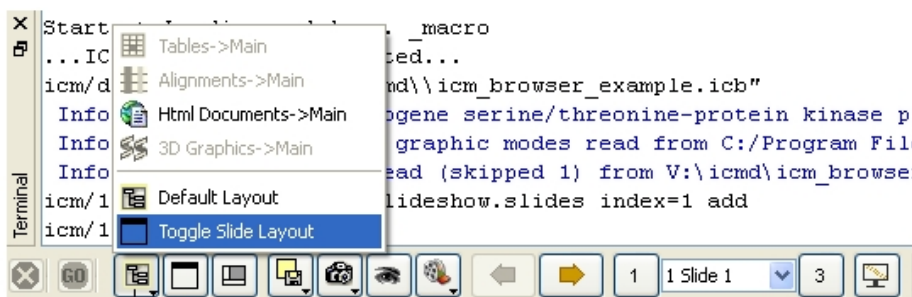 Start _macro
...IC ted...
icm/d md\\icm_browser_example.icb"
Info ogene serine/threonine-protein kinase p
Info graphic modes read from C:/Program Fil
Info ead (skipped 1) from V:\icmd\icm_browse
icm/1 lideshow.slides index=1 add
icm/1
Terminal
Tables->Main
Alignments->Main
Html Documents->Main
3D Graphics->Main
Default Layout
Toggle Slide Layout
GO 1 1 Slide 1 3